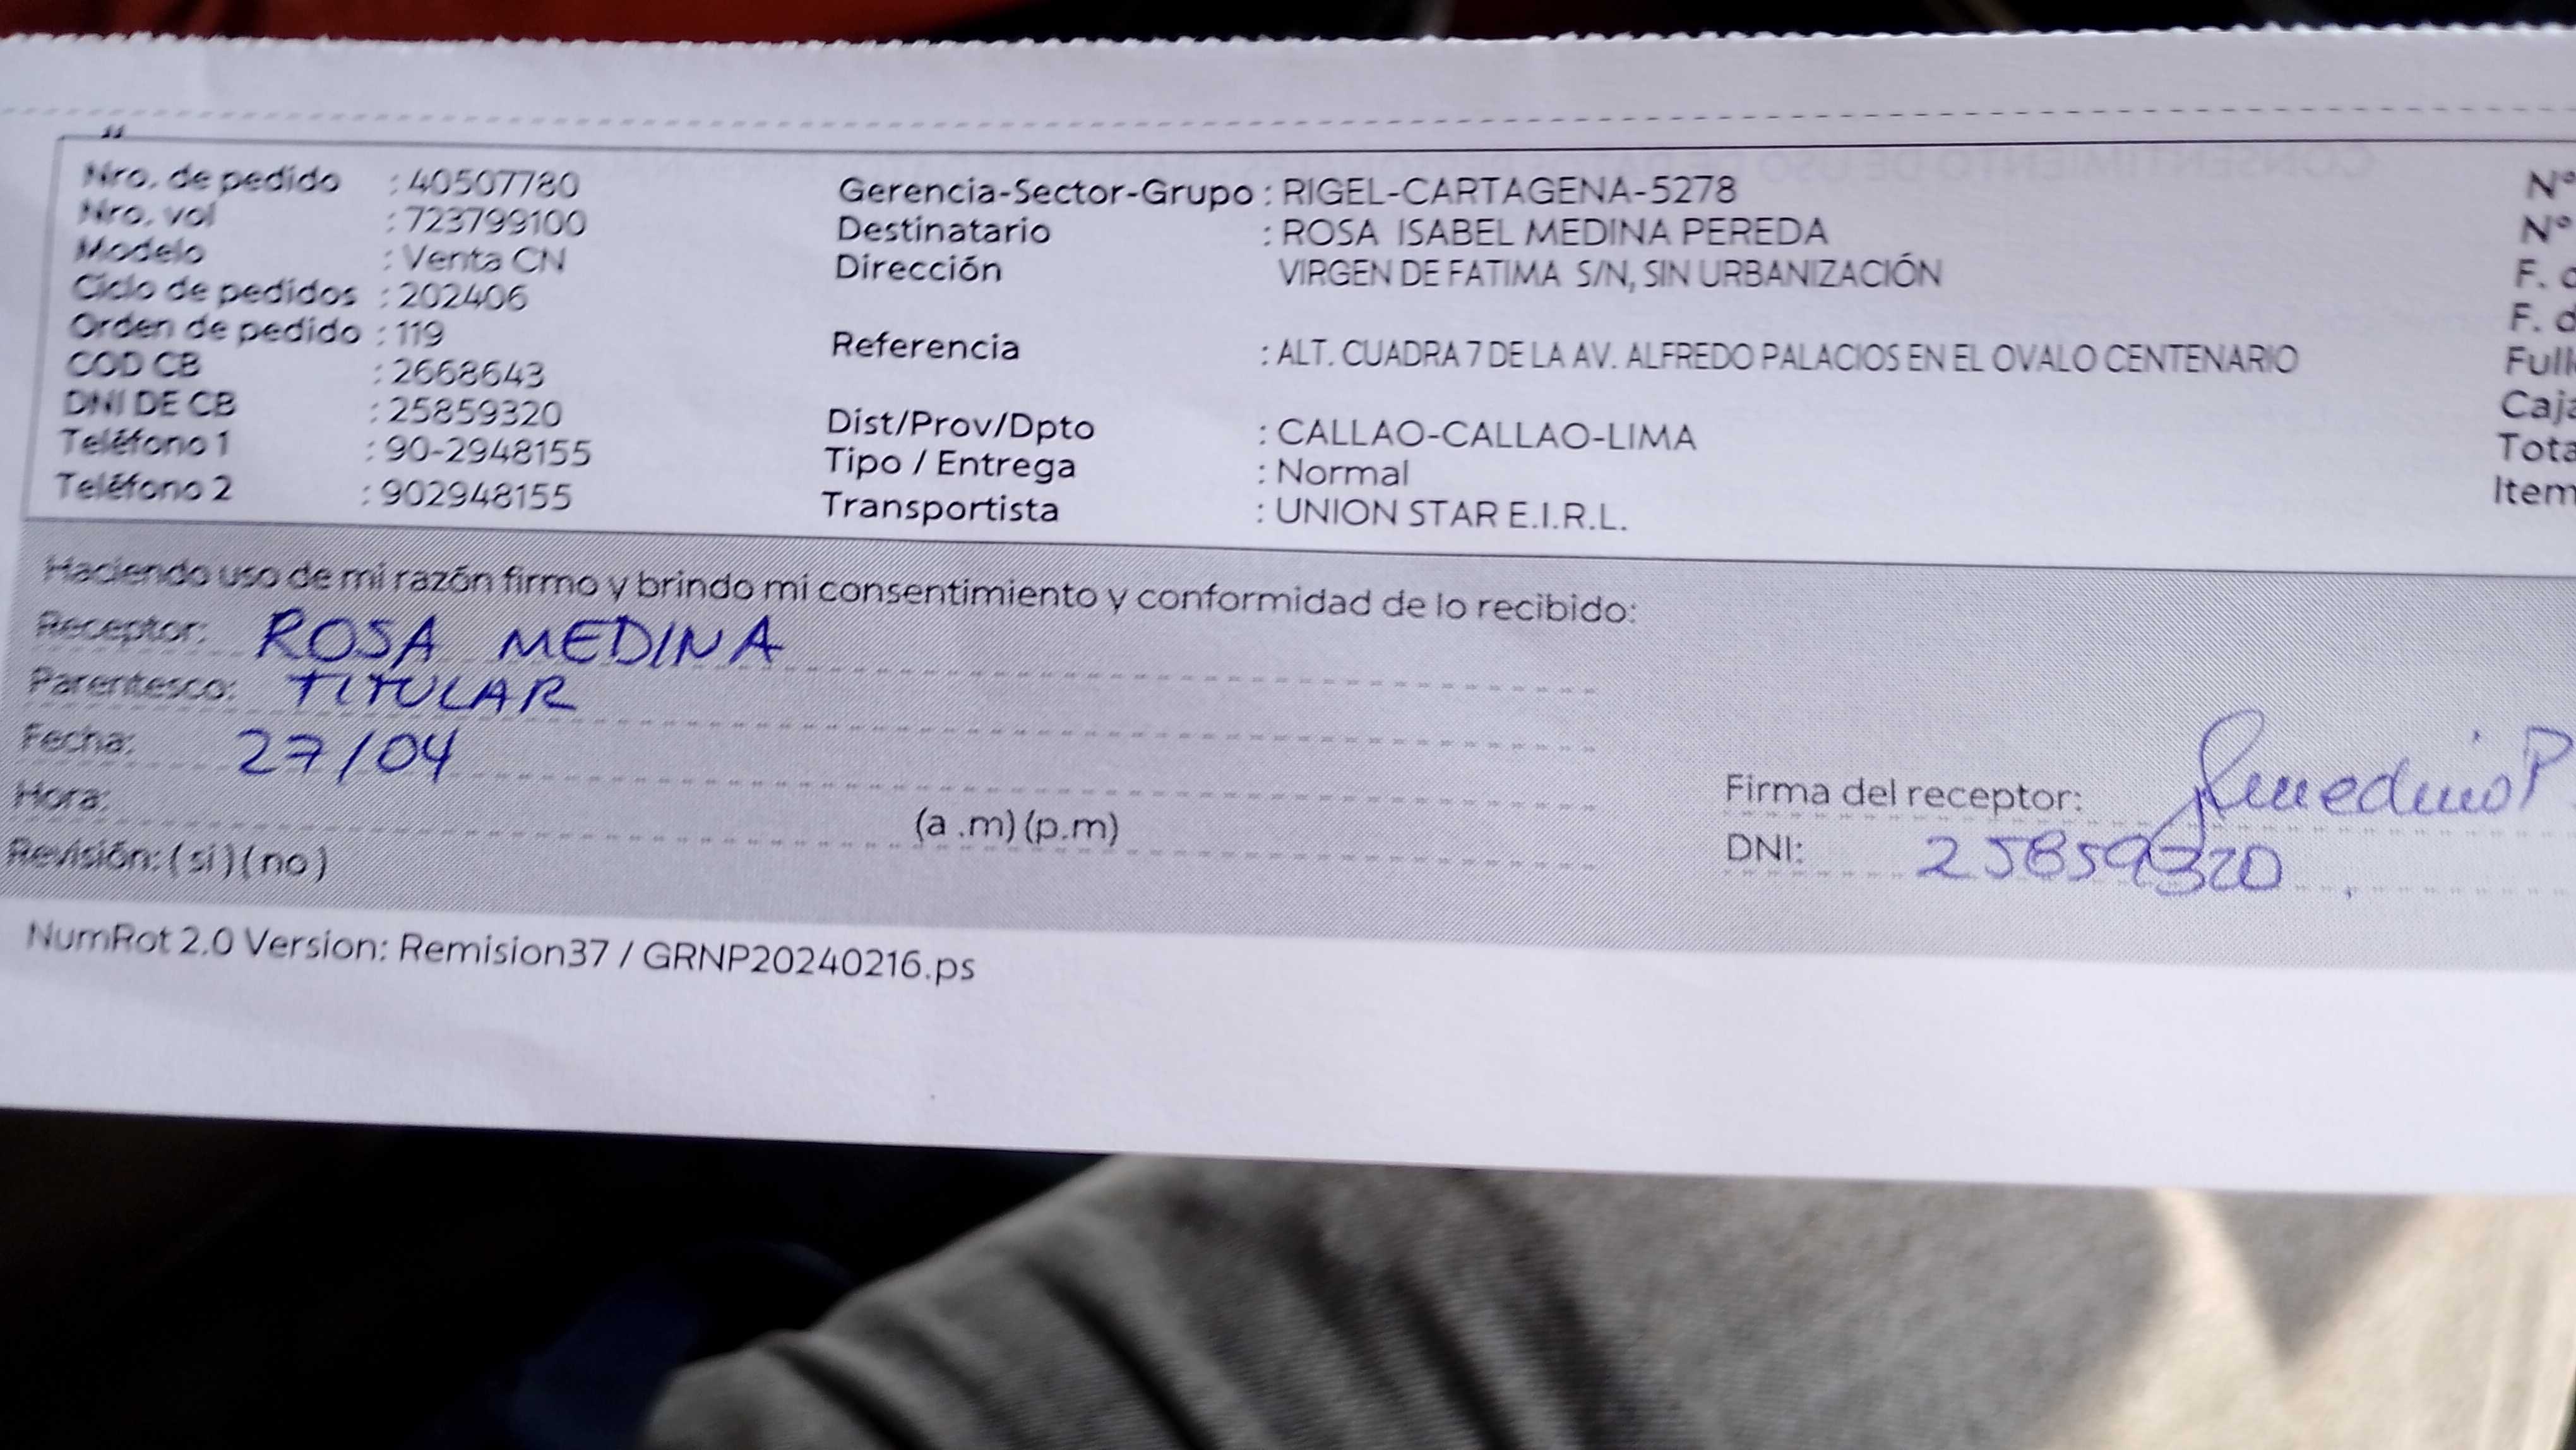 Nro. de pedido : 40507780
Nro. vol : 723799100
Modelo : Venta CN
Ciclo de pedidos : 202406
Orden de pedido : 119
COD CB : 2668643
DNI DE CB : 25859320
Teléfono 1 : 90-2948155
Teléfono 2 : 902948155
Gerencia-Sector-Grupo : RIGEL-CARTAGENA-5278
Destinatario : ROSA ISABEL MEDINA PEREDA
Dirección VIRGEN DE FATIMA S/N, SIN URBANIZACIÓN
Referencia : ALT. CUADRA 7 DE LA AV. ALFREDO PALACIOS EN EL OVALO CENTENARIO
Dist/Prov/Dpto : CALLAO-CALLAO-LIMA
Tipo / Entrega : Normal
Transportista : UNION STAR E.I.R.L.
N°
N°
F.
F. d
Full
Caja
Tota
Item
Haciendo uso de mi razón firmo y brindo mi consentimiento y conformidad de lo recibido:
Receptor: ROSA MEDINA
Parentesco: TITULAR
Fecha: 27/04
Hora: (a .m) (p.m)
Revisión: ( si ) ( no )
Firma del receptor:
DNI: 25859320
NumRot 2.0 Version: Remision37 / GRNP20240216.ps